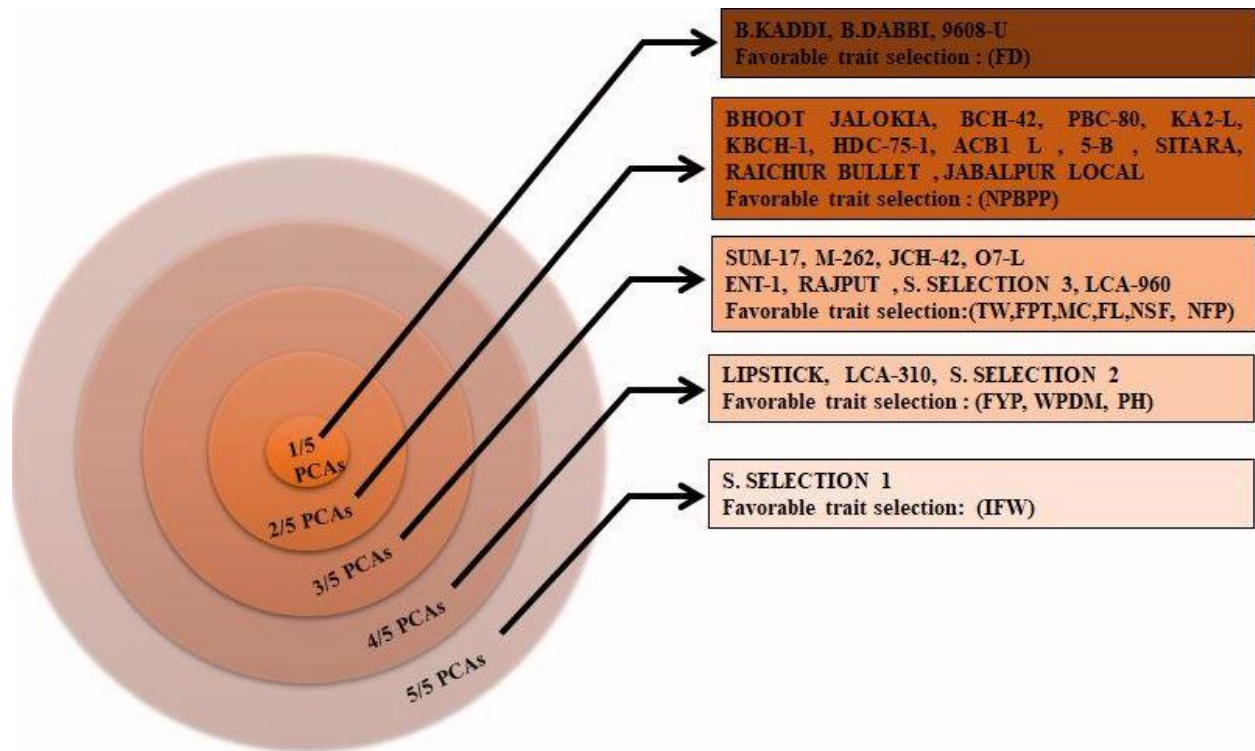 B.KADDI, B.DABBI, 9608-U
Favorable trait selection : (FD)
BHOOT JALOKIA, BCH-42, PBC-80, KA2-L,
KBCH-1, HDC-75-1, ACB1 L , 5-B , SITARA,
RAICHUR BULLET ,JABALPUR LOCAL
Favorable trait selection : (NPBPP)
SUM-17, M-262, JCH-42, O7-L
ENT-1, RAJPUT , S. SELECTION 3, LCA-960
Favorable trait selection:(TW,FPT,MC,FL,NSF, NFP)
LIPSTICK, LCA-310, S. SELECTION 2
Favorable trait selection : (FYP, WPDM, PH)
S. SELECTION 1
Favorable trait selection: (IFW)
1/5
PCAs
2/5 PCAs
3/5 PCAs
4/5 PCAs
5/5 PCAs